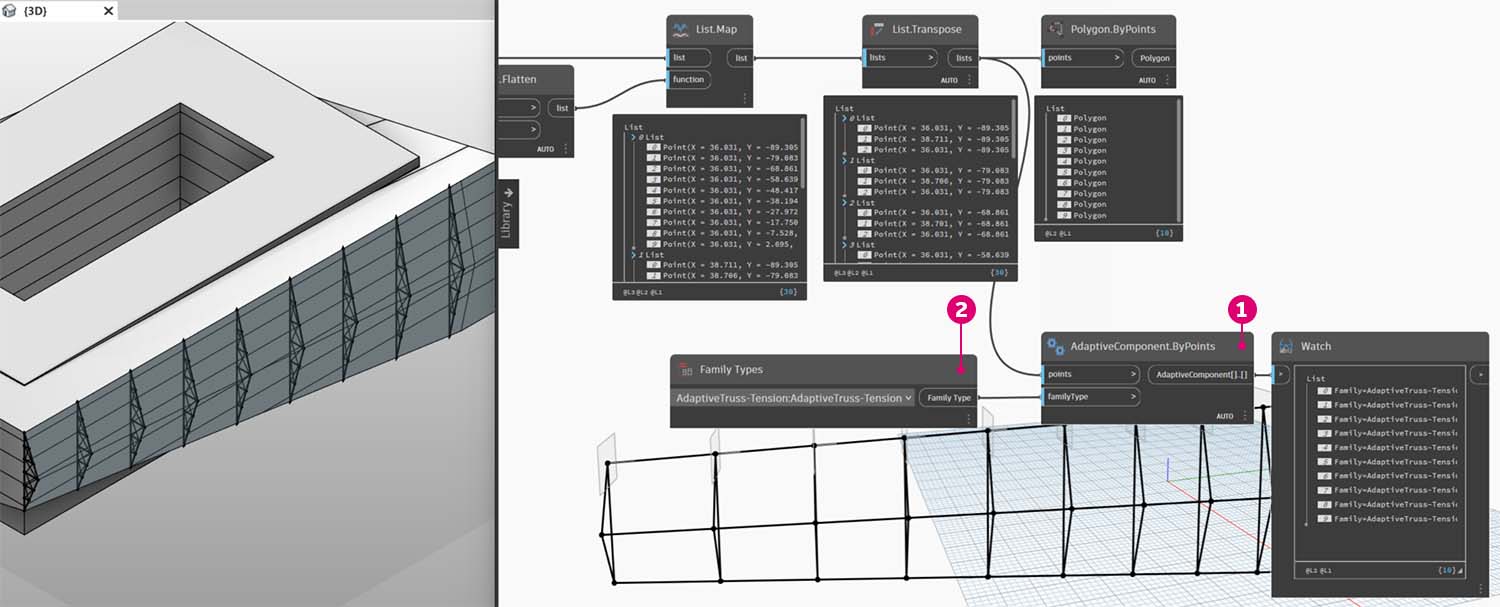 {3D}
.Flatten
>
list
>
AUTO
Library
List.Map
list
list
function
List
0 List
0 Point(X = 36.031, Y = -89.305
1 Point(X = 36.031, Y = -79.083
2 Point(X = 36.031, Y = -68.861
3 Point(X = 36.031, Y = -58.639
4 Point(X = 36.031, Y = -48.417
5 Point(X = 36.031, Y = -38.194
6 Point(X = 36.031, Y = -27.972
7 Point(X = 36.031, Y = -17.750
8 Point(X = 36.031, Y = -7.528,
9 Point(X = 36.031, Y = 2.695,
1 List
0 Point(X = 38.711, Y = -89.305
1 Point(X = 38.706, Y = -79.083
@L3 @L2 @L1 {30}
List.Transpose
lists > lists
AUTO
List
0 List
0 Point(X = 36.031, Y = -89.305
1 Point(X = 38.711, Y = -89.305
2 Point(X = 36.031, Y = -89.305
1 List
0 Point(X = 36.031, Y = -79.083
1 Point(X = 38.706, Y = -79.083
2 Point(X = 36.031, Y = -79.083
2 List
0 Point(X = 36.031, Y = -68.861
1 Point(X = 38.701, Y = -68.861
2 Point(X = 36.031, Y = -68.861
3 List
0 Point(X = 36.031, Y = -58.639
@L3 @L2 @L1 {30}
Polygon.ByPoints
points > Polygon
AUTO
List
0 Polygon
1 Polygon
2 Polygon
3 Polygon
4 Polygon
5 Polygon
6 Polygon
7 Polygon
8 Polygon
9 Polygon
@L2 @L1 {10}
2
Family Types
AdaptiveTruss-Tension:AdaptiveTruss-Tension
Family Type
1
AdaptiveComponent.ByPoints
points > AdaptiveComponent[]..[]
familyType >
AUTO
Watch
> >
List
0 Family=AdaptiveTruss-Tensio
1 Family=AdaptiveTruss-Tensio
2 Family=AdaptiveTruss-Tensio
3 Family=AdaptiveTruss-Tensio
4 Family=AdaptiveTruss-Tensio
5 Family=AdaptiveTruss-Tensio
6 Family=AdaptiveTruss-Tensio
7 Family=AdaptiveTruss-Tensio
8 Family=AdaptiveTruss-Tensio
9 Family=AdaptiveTruss-Tensio
@L2 @L1 {10}